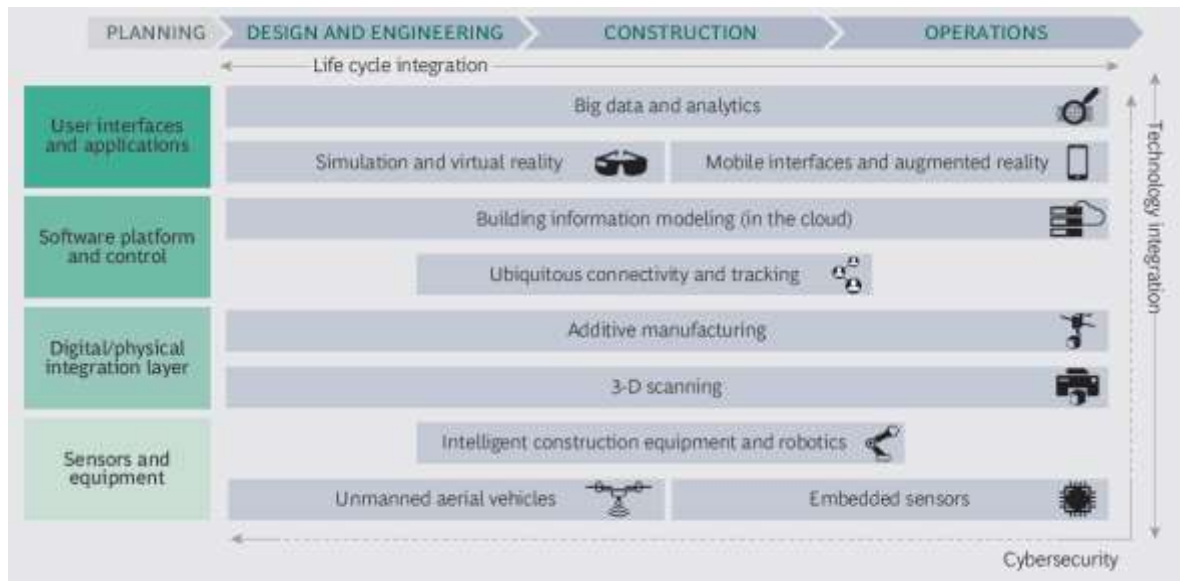 PLANNING
DESIGN AND ENGINEERING
CONSTRUCTION
OPERATIONS
Life cycle integration
User interfaces
and applications
Big data and analytics
Simulation and virtual reality
Mobile interfaces and augmented reality
Software platform
and control
Building information modeling (in the cloud)
Ubiquitous connectivity and tracking
Digital/physical
integration layer
Additive manufacturing
3-D scanning
Sensors and
equipment
Intelligent construction equipment and robotics
Unmanned aerial vehicles
Embedded sensors
Technology integration
Cybersecurity